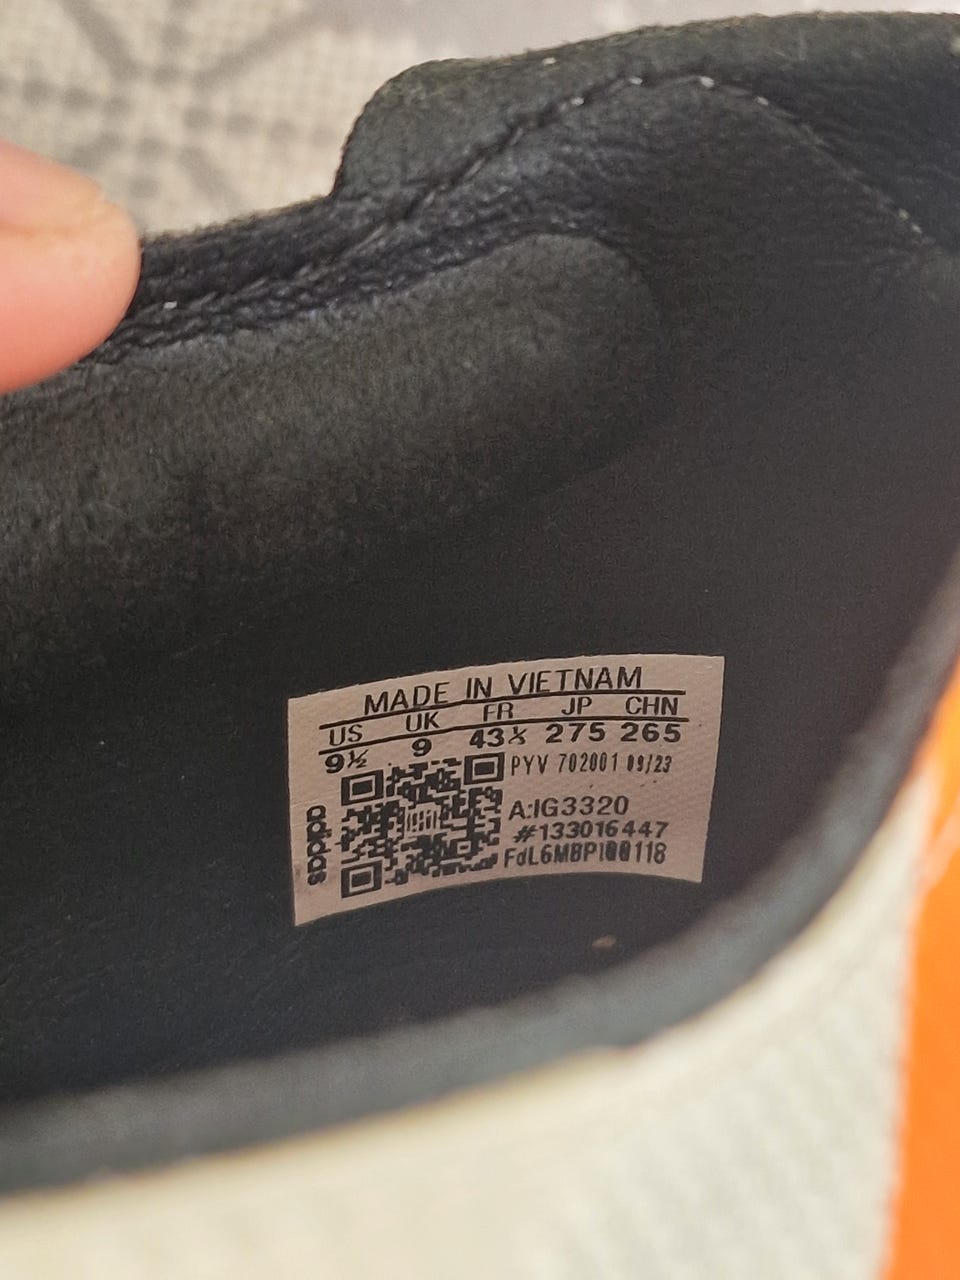 MADE IN VIETNAM
US UK FR JP CHN
9½ 9 43⅓ 275 265
PYV 702001 09/23
A:IG3320
#133016447
adidas